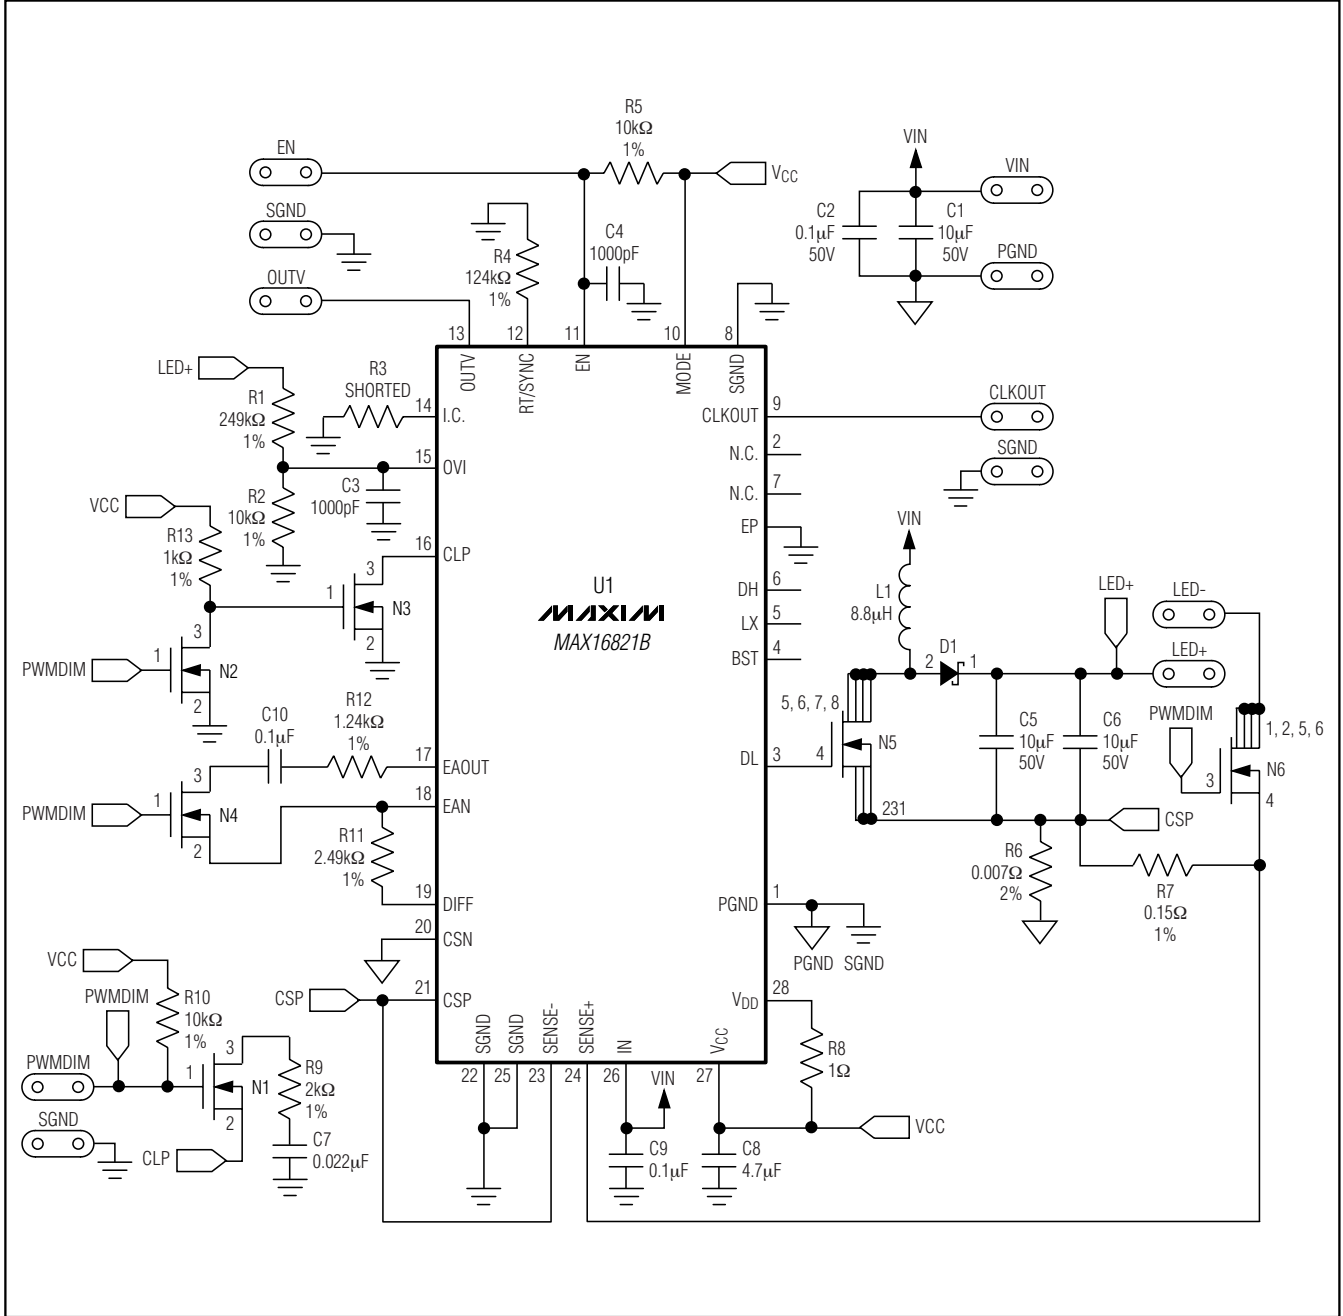 R5
10kΩ
1%
EN
VCC
SGND
OUTV
R4
124kΩ
1%
C4
1000pF
VIN
VIN
C2
0.1µF
50V
C1
10µF
50V
PGND
13
12
11
10
8
OUTV
RT/SYNC
EN
MODE
SGND
LED+
R1
249kΩ
1%
R3
SHORTED
14
I.C.
CLKOUT
9
CLKOUT
15
OVI
N.C.
2
SGND
VCC
R2
10kΩ
1%
C3
1000pF
N.C.
7
R13
1kΩ
1%
16
CLP
EP
VIN
3
1
N3
2
U1
MAXIM
MAX16821B
DH
6
LX
5
BST
4
L1
8.8µH
LED+
LED-
LED+
PWMDIM
3
1
N2
2
D1
2
1
C10
0.1µF
R12
1.24kΩ
1%
17
EAOUT
DL
3
5, 6, 7, 8
4
N5
231
C5
10µF
50V
C6
10µF
50V
PWMDIM
1, 2, 5, 6
3
N6
4
PWMDIM
3
1
N4
2
18
EAN
R11
2.49kΩ
1%
CSP
R6
0.007Ω
2%
R7
0.15Ω
1%
19
DIFF
PGND
1
20
CSN
PGND
SGND
VCC
PWMDIM
R10
10kΩ
1%
CSP
21
CSP
VDD
28
SGND
SGND
SENSE-
SENSE+
IN
VCC
22
25
23
24
26
27
R8
1Ω
PWMDIM
3
1
N1
2
R9
2kΩ
1%
VIN
SGND
CLP
C7
0.022µF
C9
0.1µF
C8
4.7µF
VCC